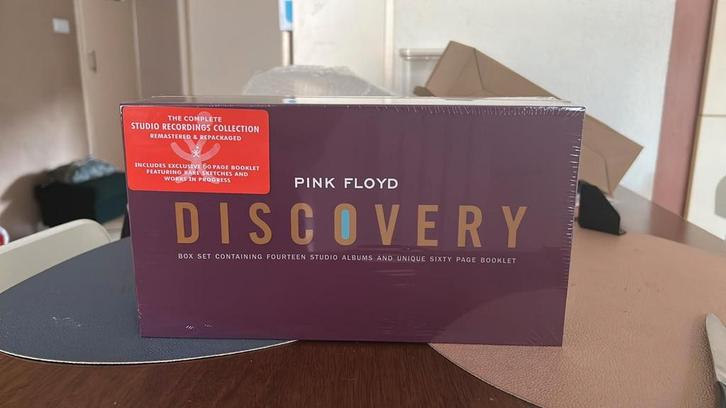 THE COMPLETE
STUDIO RECORDINGS COLLECTION
REMASTERED & REPACKAGED
INCLUDES EXCLUSIVE 60 PAGE BOOKLET
FEATURING RARE SKETCHES AND
WORKS IN PROGRESS
PINK FLOYD
DISCOVERY
BOX SET CONTAINING FOURTEEN STUDIO ALBUMS AND UNIQUE SIXTY PAGE BOOKLET